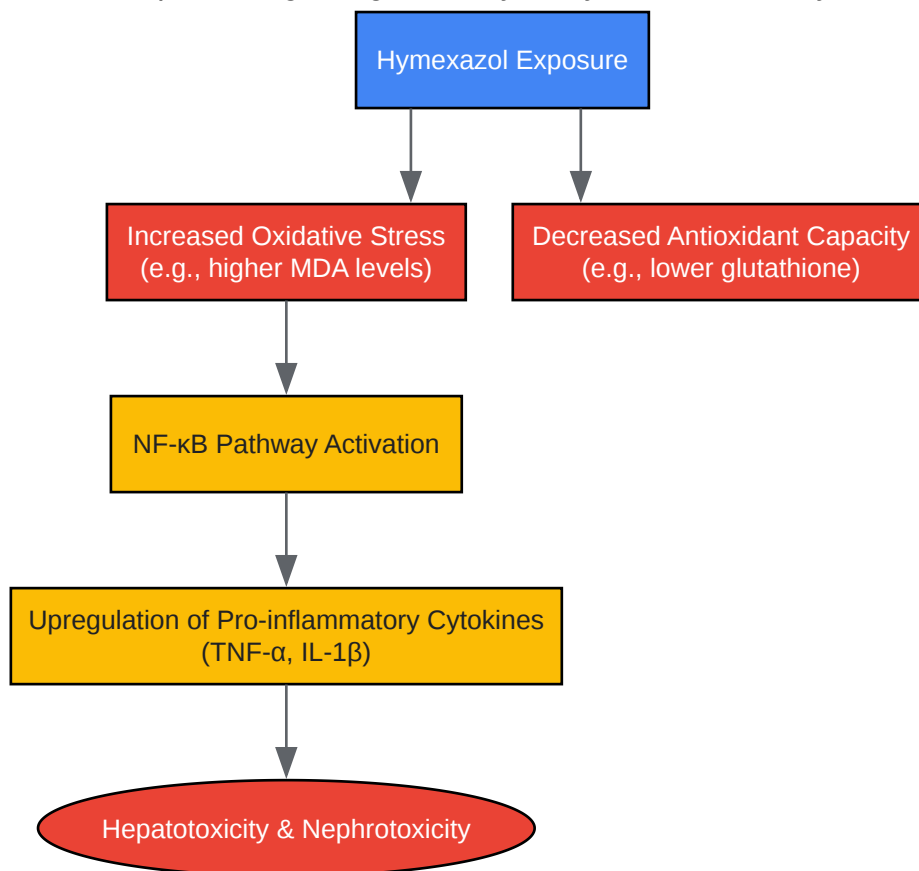 Hymexazol Exposure
Increased Oxidative Stress
(e.g., higher MDA levels)
Decreased Antioxidant Capacity
(e.g., lower glutathione)
NF-κB Pathway Activation
Upregulation of Pro-inflammatory Cytokines
(TNF-α, IL-1β)
Hepatotoxicity & Nephrotoxicity